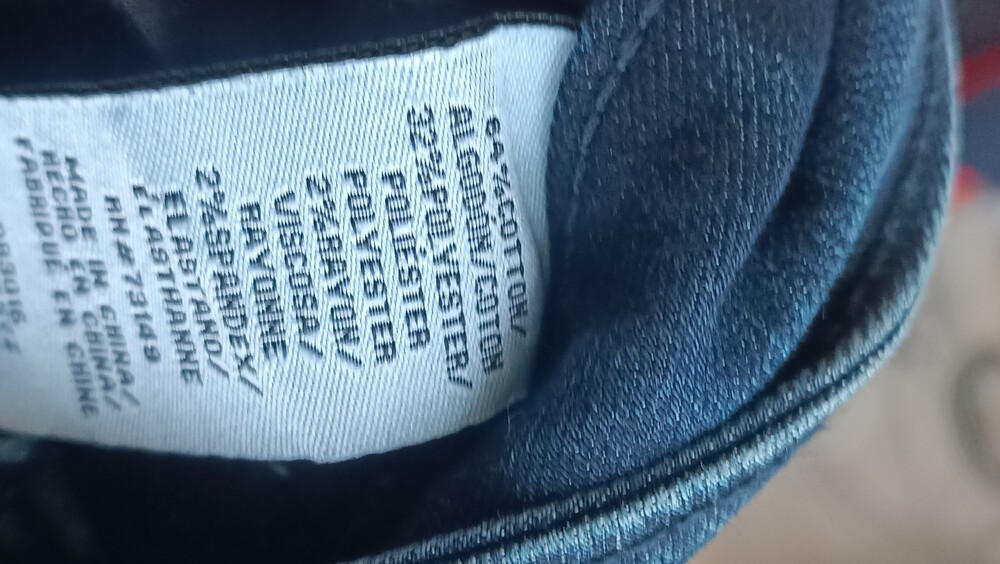 64%COTTON/
ALGODÓN/COTON
32%POLYESTER/
POLIÉSTER
POLYESTER
2%RAYON/
VISCOSA/
RAYONNE
2%SPANDEX/
ELASTANO/
ÉLASTHANNE
RN#73149
MADE IN CHINA/
HECHO EN CHINA/
FABRIQUÉ EN CHINE